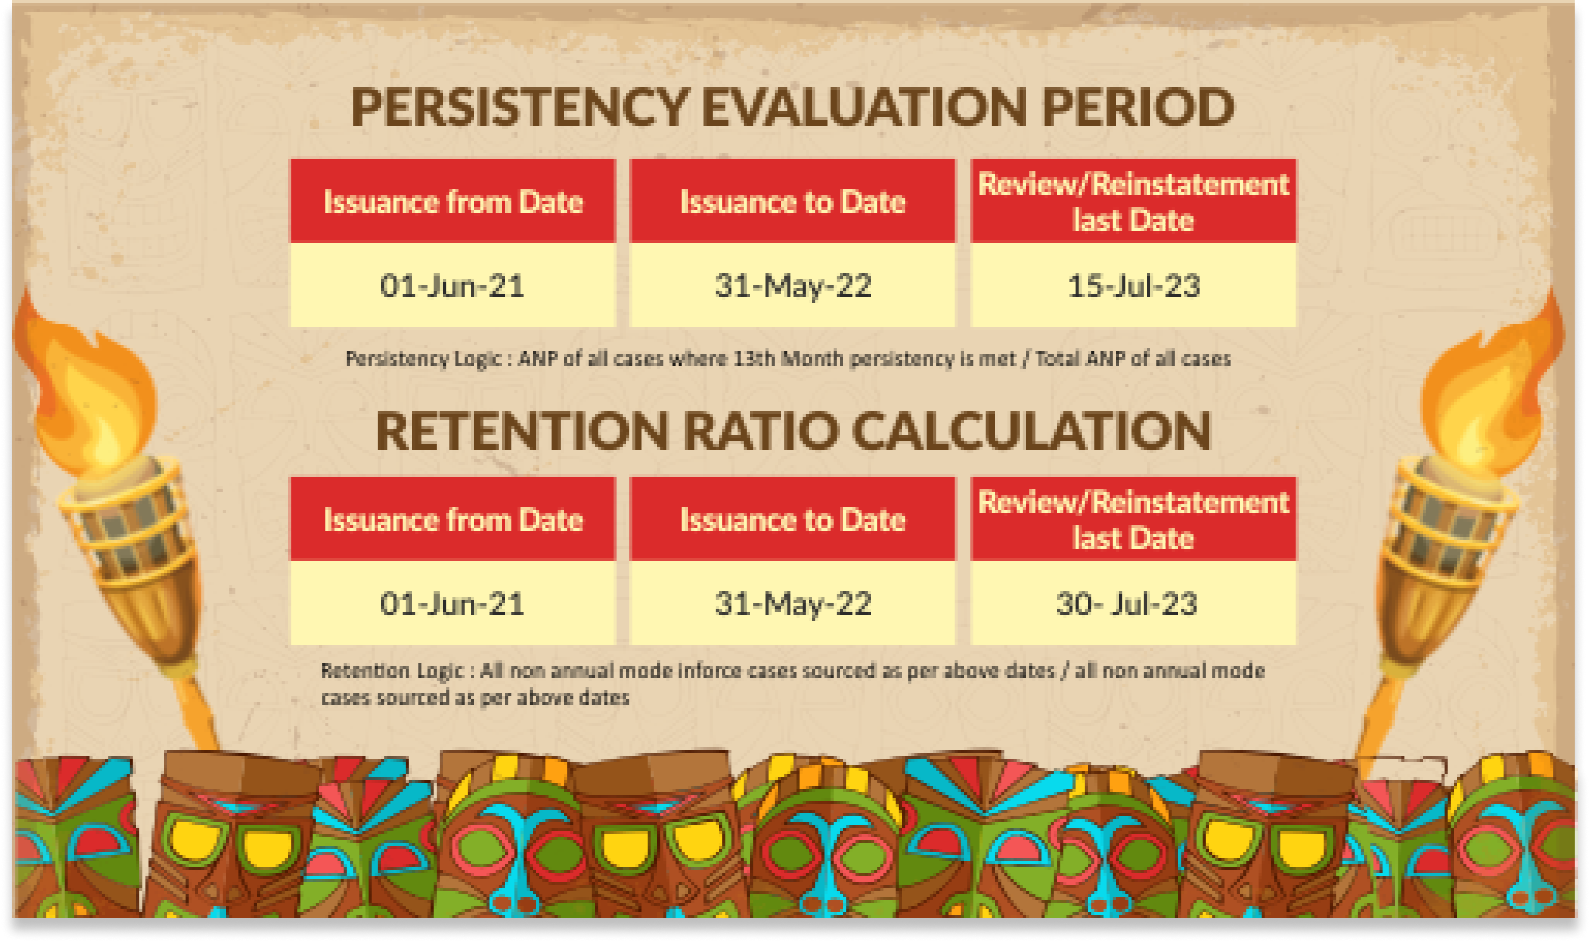 PERSISTENCY EVALUATION PERIOD
Issuance from Date
Issuance to Date
Review/Reinstatement
last Date
01-Jun-21
31-May-22
15-Jul-23
Persistency Logic : ANP of all cases where 13th Month persistency is met / Total ANP of all cases
RETENTION RATIO CALCULATION
Issuance from Date
Issuance to Date
Review/Reinstatement
last Date
01-Jun-21
31-May-22
30- Jul-23
Retention Logic : All non annual mode inforce cases sourced as per above dates / all non annual mode
cases sourced as per above dates